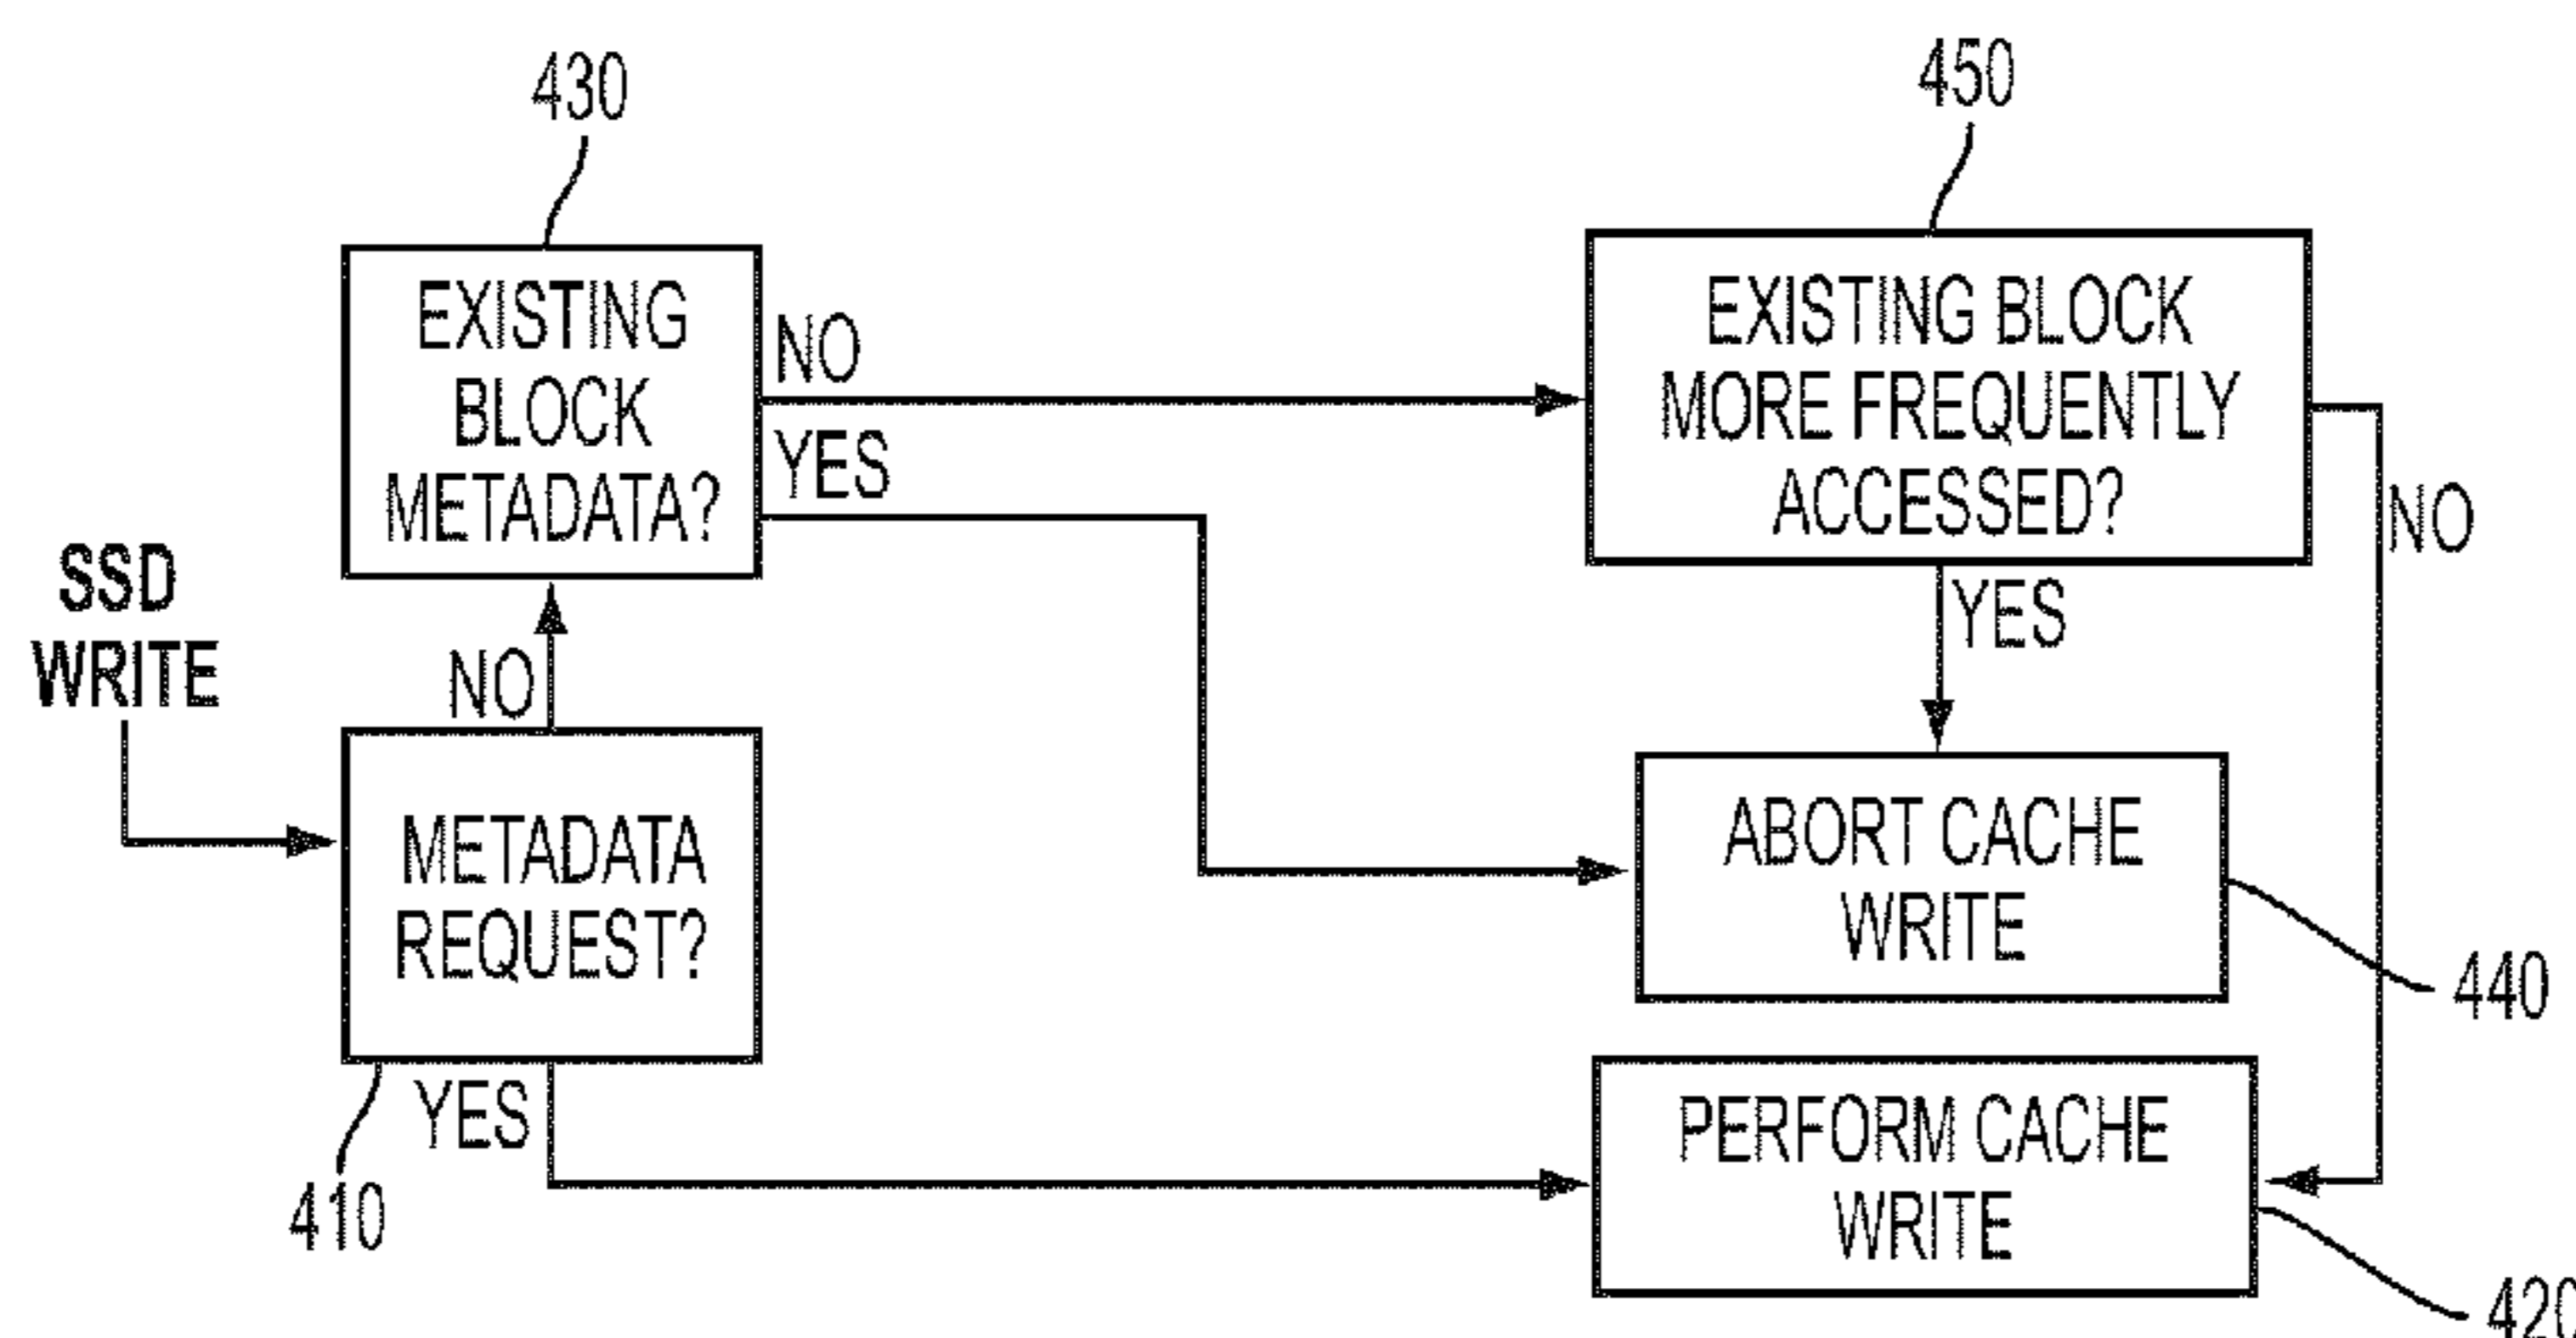 430
450
EXISTING
BLOCK
METADATA?
NO
YES
EXISTING BLOCK
MORE FREQUENTLY
ACCESSED?
NO
YES
SSD
WRITE
NO
METADATA
REQUEST?
YES
410
ABORT CACHE
WRITE
440
PERFORM CACHE
WRITE
420